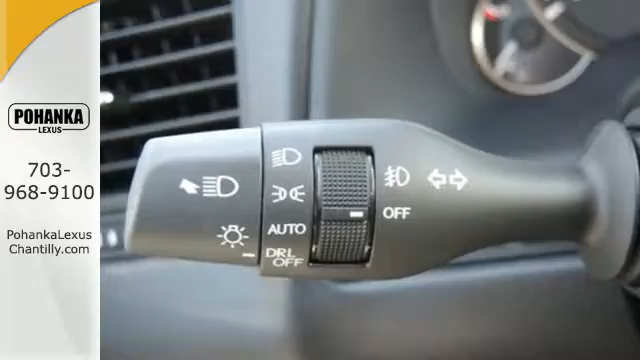 POHANKA
LEXUS
703-
968-9100
PohankaLexus
Chantilly.com
AUTO
DRL
OFF
OFF